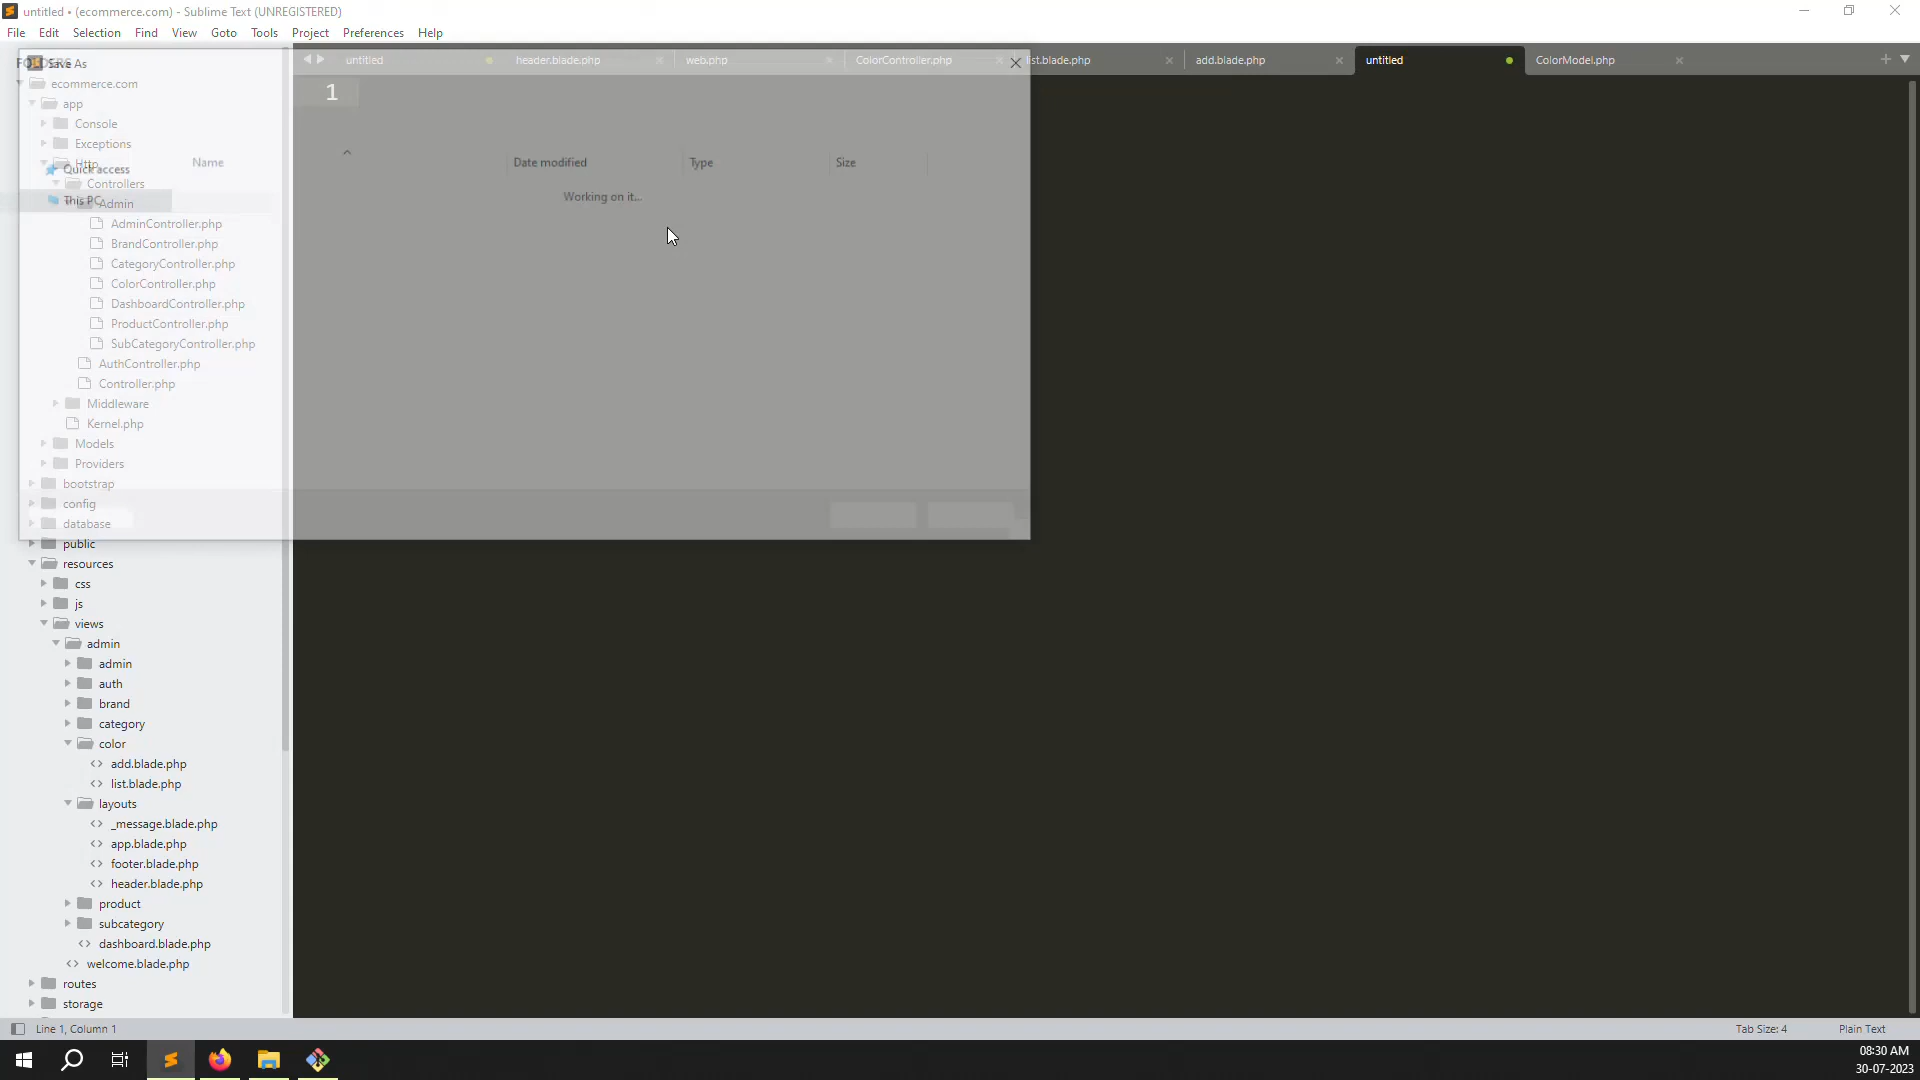 untitled • (ecommerce.com) - Sublime Text (UNREGISTERED)
File Edit Selection Find View Goto Tools Project Preferences Help
FOLDERS
Save As
untitled
header.blade.php
web.php
ColorController.php
list.blade.php
add.blade.php
untitled
ColorModel.php
ecommerce.com
app
Console
Exceptions
Http
Controllers
Admin
AdminController.php
BrandController.php
CategoryController.php
ColorController.php
DashboardController.php
ProductController.php
SubCategoryController.php
AuthController.php
Controller.php
Middleware
Kernel.php
Models
Providers
bootstrap
config
database
public
resources
css
js
views
admin
admin
auth
brand
category
color
add.blade.php
list.blade.php
layouts
_message.blade.php
app.blade.php
footer.blade.php
header.blade.php
product
subcategory
dashboard.blade.php
welcome.blade.php
routes
storage
Quick access
This PC
Name Date modified Type Size
Working on it...
1
Line 1, Column 1
Tab Size: 4
Plain Text
08:30 AM
30-07-2023